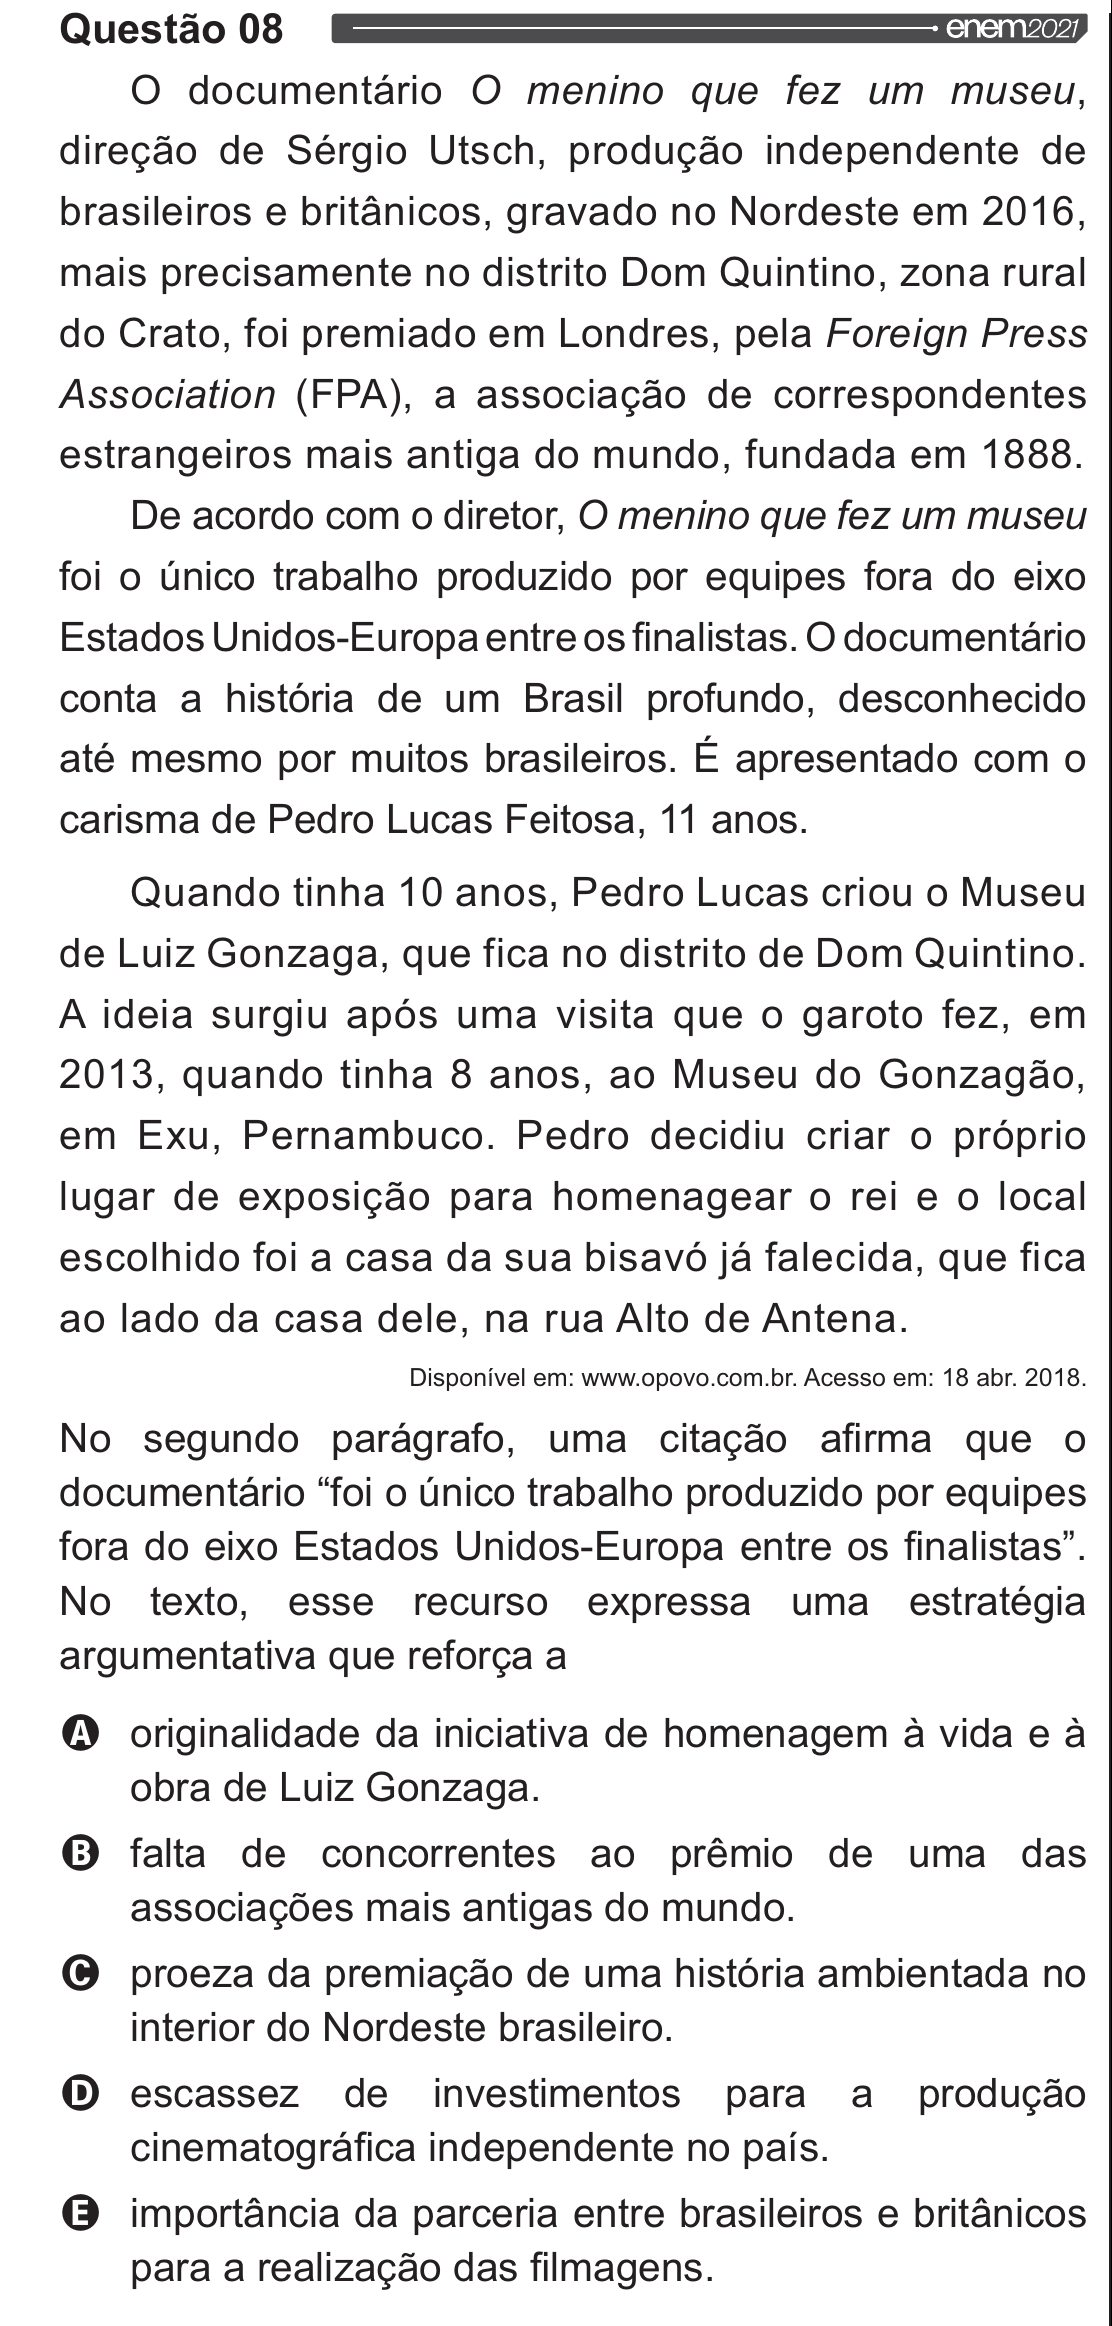 Questão 08
enem2021
O documentário O menino que fez um museu,
direção de Sérgio Utsch, produção independente de
brasileiros e britânicos, gravado no Nordeste em 2016,
mais precisamente no distrito Dom Quintino, zona rural
do Crato, foi premiado em Londres, pela Foreign Press
Association (FPA), a associação de correspondentes
estrangeiros mais antiga do mundo, fundada em 1888.
De acordo com o diretor, O menino que fez um museu
foi o único trabalho produzido por equipes fora do eixo
Estados Unidos-Europa entre os finalistas. O documentário
conta a história de um Brasil profundo, desconhecido
até mesmo por muitos brasileiros. É apresentado com o
carisma de Pedro Lucas Feitosa, 11 anos.
Quando tinha 10 anos, Pedro Lucas criou o Museu
de Luiz Gonzaga, que fica no distrito de Dom Quintino.
A ideia surgiu após uma visita que o garoto fez, em
2013, quando tinha 8 anos, ao Museu do Gonzagão,
em Exu, Pernambuco. Pedro decidiu criar o próprio
lugar de exposição para homenagear o rei e o local
escolhido foi a casa da sua bisavó já falecida, que fica
ao lado da casa dele, na rua Alto de Antena.
Disponível em: www.opovo.com.br. Acesso em: 18 abr. 2018.
No segundo parágrafo, uma citação afirma que o
documentário “foi o único trabalho produzido por equipes
fora do eixo Estados Unidos-Europa entre os finalistas”.
No texto, esse recurso expressa uma estratégia
argumentativa que reforça a
A originalidade da iniciativa de homenagem à vida e à
obra de Luiz Gonzaga.
B falta de concorrentes ao prêmio de uma das
associações mais antigas do mundo.
C proeza da premiação de uma história ambientada no
interior do Nordeste brasileiro.
D escassez de investimentos para a produção
cinematográfica independente no país.
E importância da parceria entre brasileiros e britânicos
para a realização das filmagens.